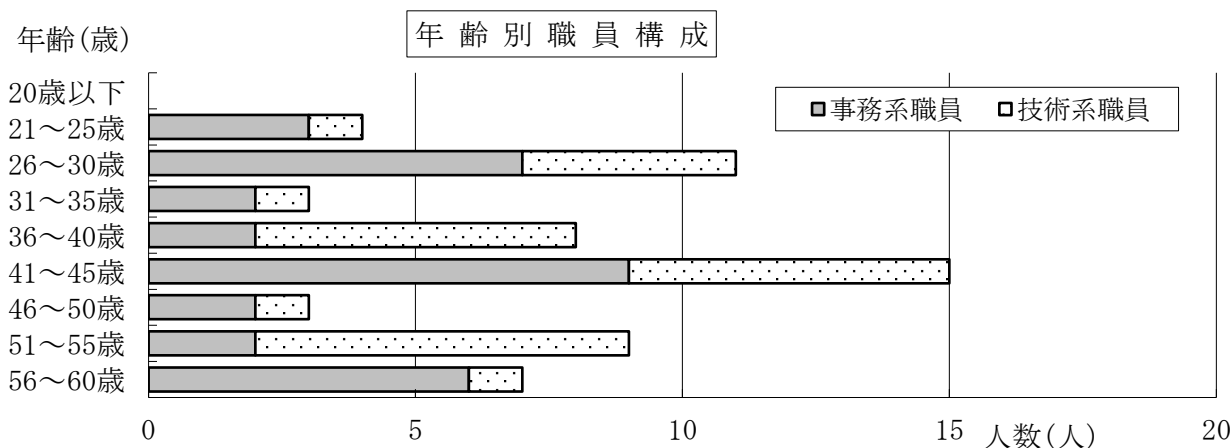 年齢(歳)
年齢別職員構成
20歳以下
21～25歳
26～30歳
31～35歳
36～40歳
41～45歳
46～50歳
51～55歳
56～60歳
事務系職員 技術系職員
0 5 10 15 20
人数(人)